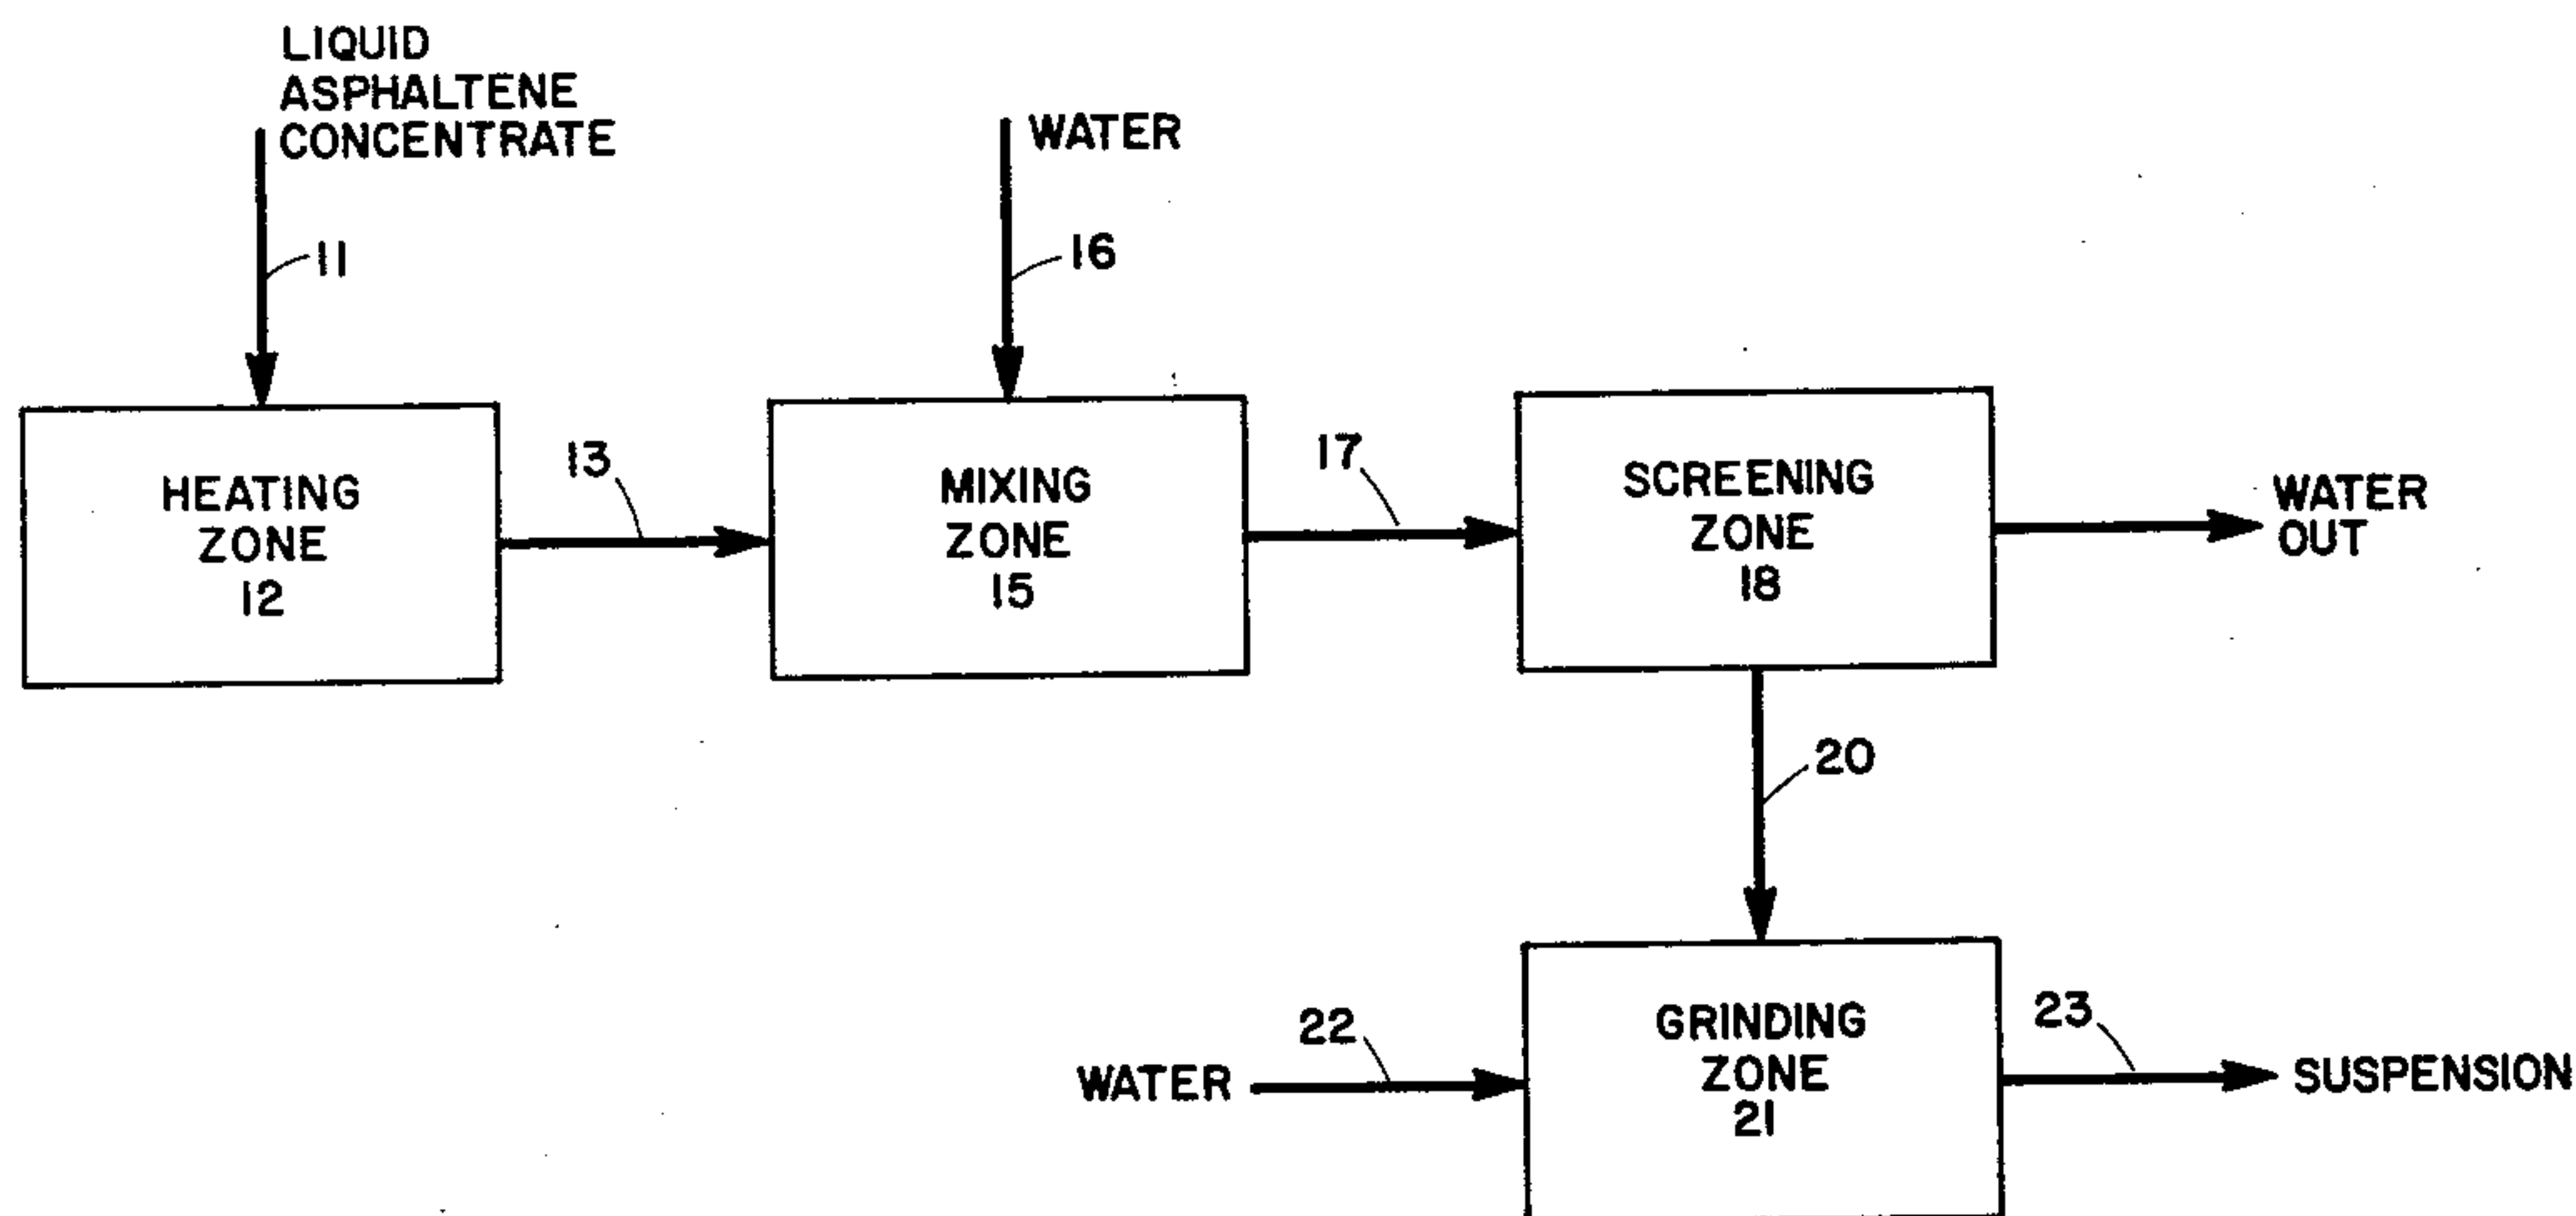 LIQUID
ASPHALTENE
CONCENTRATE
WATER
11
16
13
17
HEATING
ZONE
12
MIXING
ZONE
15
SCREENING
ZONE
18
WATER
OUT
20
22
23
WATER
GRINDING
ZONE
21
SUSPENSION